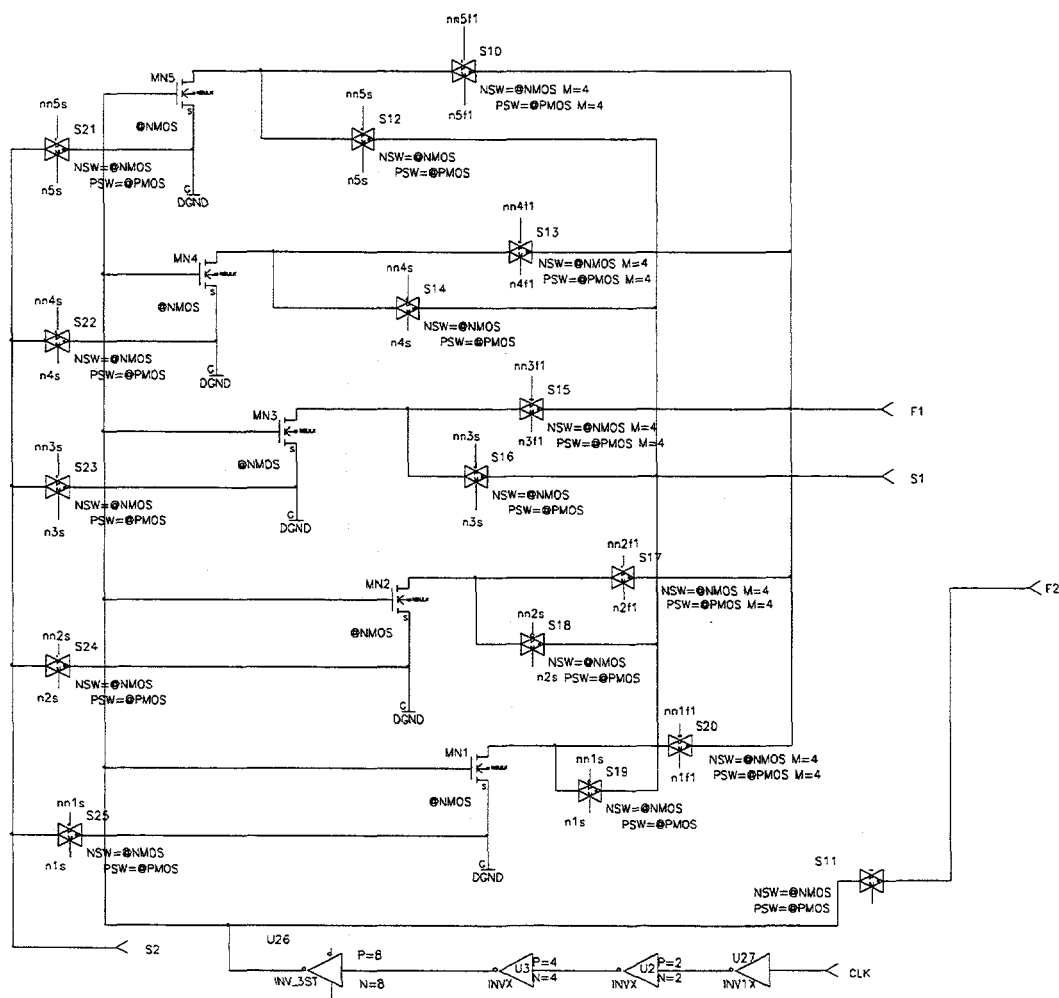 nn5f1
S10
MN5
NSW=@NMOS M=4
PSW=@PMOS M=4
nn5s
n5f1
S12
nn5s
S21
@NMOS
S
NSW=@NMOS
PSW=@PMOS
n5s
NSW=@NMOS
PSW=@PMOS
n5s
G
DGND
nn4f1
S13
MN4
NSW=@NMOS M=4
PSW=@PMOS M=4
nn4s
n4f1
S14
@NMOS
S
nn4s
S22
NSW=@NMOS
PSW=@PMOS
n4s
NSW=@NMOS
PSW=@PMOS
n4s
G
DGND
nn3f1
S15
MN3
F1
NSW=@NMOS M=4
PSW=@PMOS M=4
n3f1
nn3s
S16
S
@NMOS
nn3s
S23
S1
NSW=@NMOS
PSW=@PMOS
n3s
NSW=@NMOS
PSW=@PMOS
n3s
G
DGND
nn2f1
S17
MN2
F2
NSW=@NMOS M=4
PSW=@PMOS M=4
n2f1
nn2s
S18
S
@NMOS
nn2s
S24
NSW=@NMOS
PSW=@PMOS
n2s
n2s
NSW=@NMOS
PSW=@PMOS
G
DGND
nn1f1
S20
MN1
NSW=@NMOS M=4
PSW=@PMOS M=4
n1f1
nn1s
S19
S
@NMOS
nn1s
S25
NSW=@NMOS
PSW=@PMOS
n1s
n1s
NSW=@NMOS
PSW=@PMOS
G
DGND
S11
NSW=@NMOS
PSW=@PMOS
S2
U26
INV_3ST
P=8
N=8
U3
INVX
P=4
N=4
U2
INVX
P=2
N=2
U27
INV1X
CLK